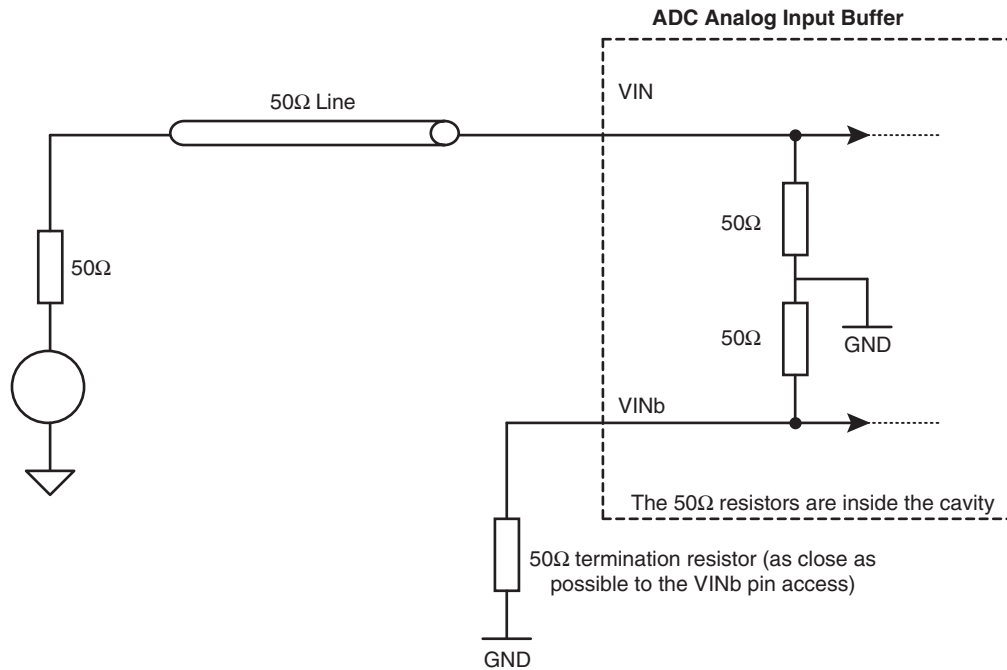 ADC Analog Input Buffer
VIN
50Ω Line
50Ω
50Ω
50Ω
GND
VINb
The 50Ω resistors are inside the cavity
50Ω termination resistor (as close as
possible to the VINb pin access)
GND